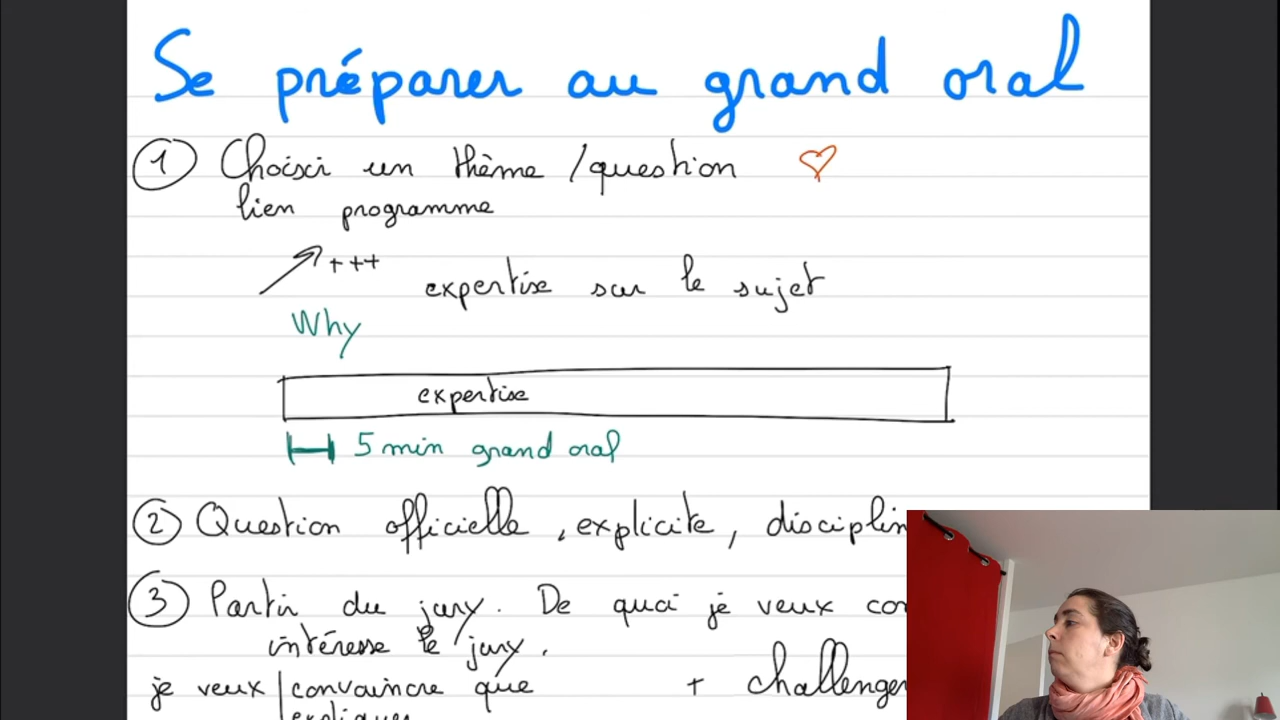 Se préparer au grand oral
① Choisir un thème / question ♡
lien programme
+++
expertise sur le sujet
Why
expertise
5 min grand oral
② Question officielle, explicite,
③ Partir du jury. De quoi je veux
intéresse le jury.
je veux convaincre que + challenger
expliquer